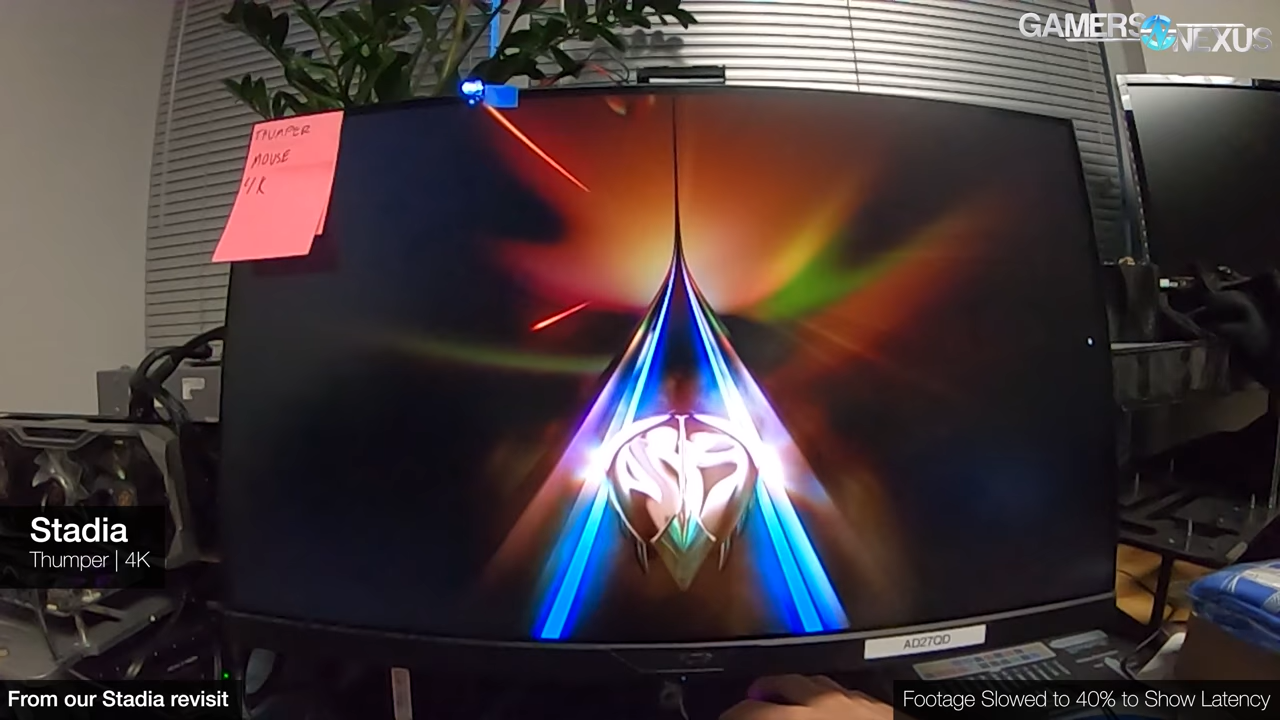 GAMERS NEXUS
THUMPER
MOUSE
4K
AD27QD
Stadia
Thumper | 4K
From our Stadia revisit
Footage Slowed to 40% to Show Latency